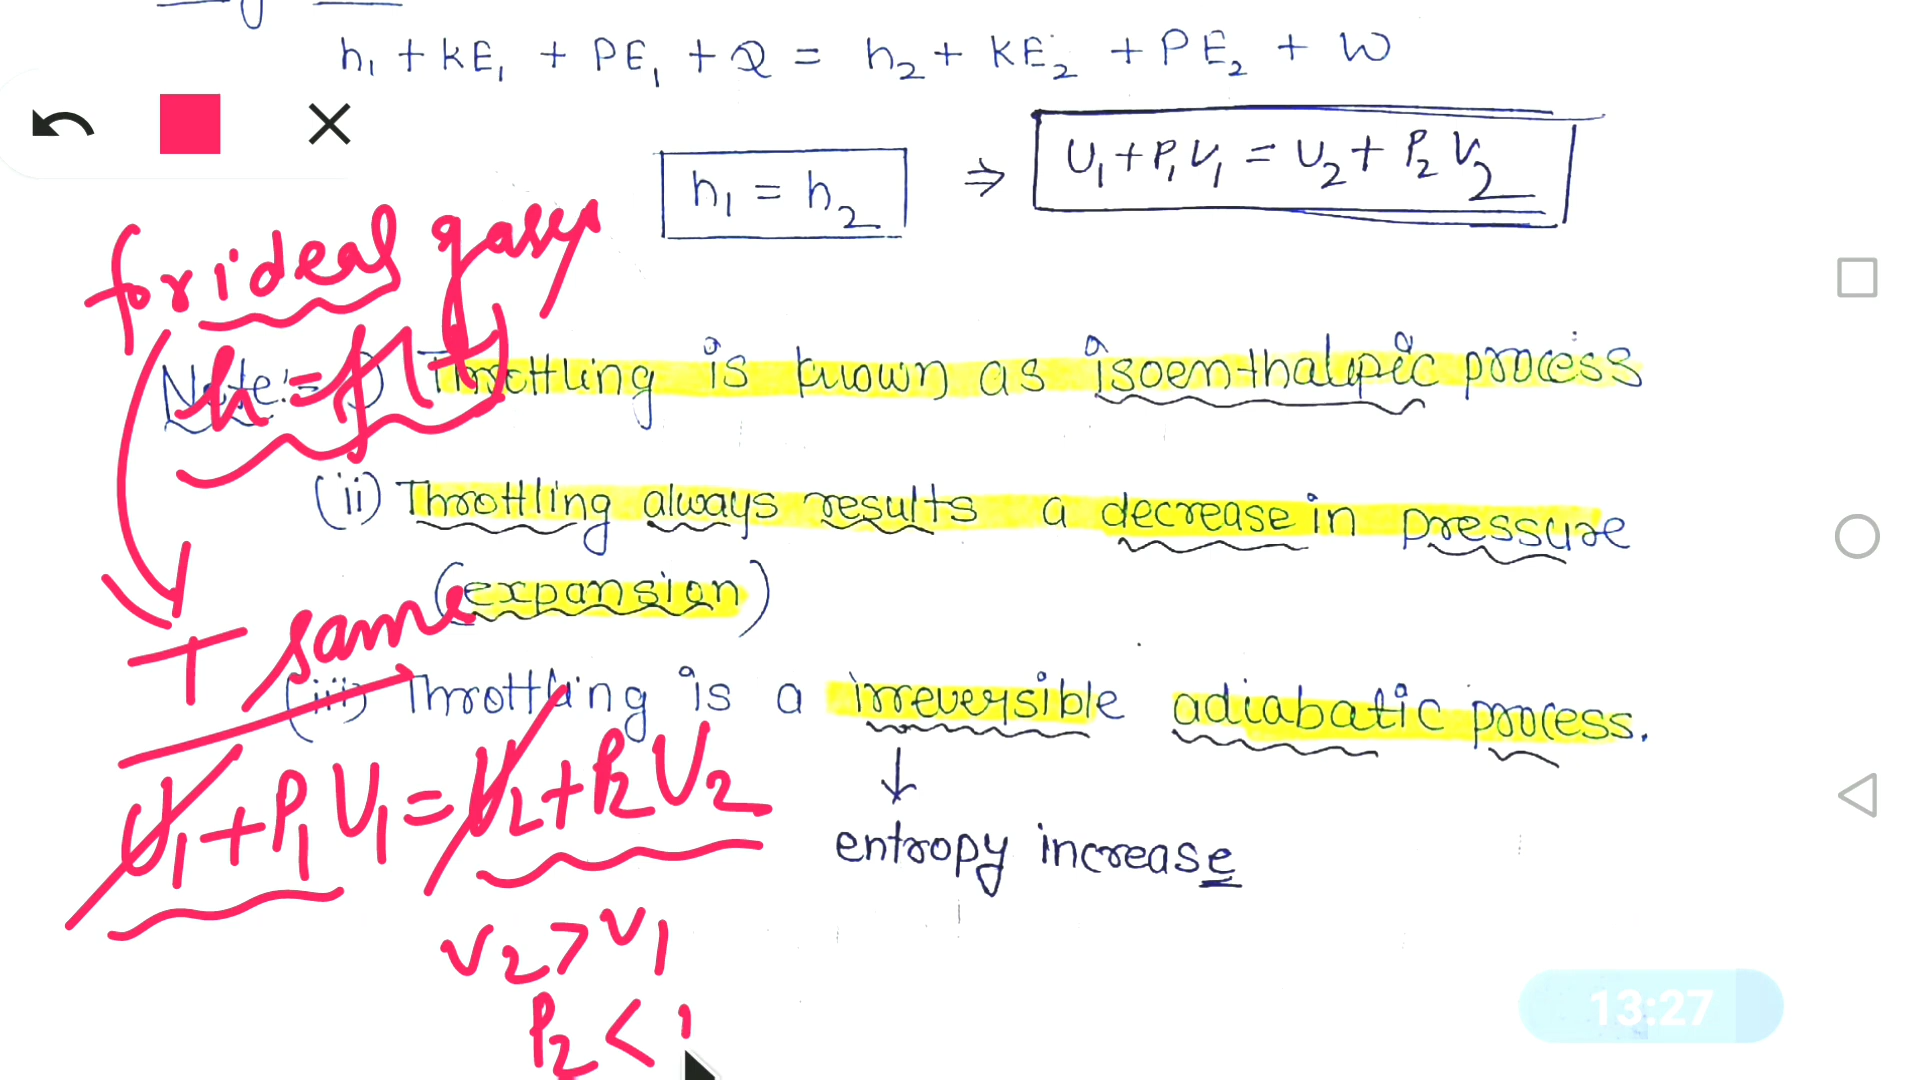 h₁ + KE₁ + PE₁ + Q = h₂ + KE₂ + PE₂ + W
h₁ = h₂ ⇒ U₁ + P₁V₁ = U₂ + P₂V₂
for ideal gases
h = f(T)
Note:- i) Throttling is known as isoenthalpic process
(ii) Throttling always results a decrease in pressure
(expansion)
T same
(iii) Throttling is a irreversible adiabatic process.
↓
U₁ + P₁V₁ = U₂ + P₂V₂
entropy increase
V₂ > V₁
P₂ <
13:27